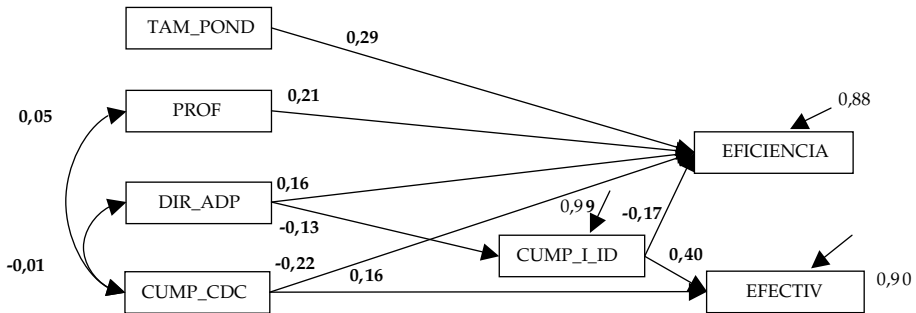 TAM_POND
0,29
0,05
PROF
0,21
0,88
EFICIENCIA
DIR_ADP
0,16
-0,13
0,99
-0,17
CUMP_I_ID
-0,01
CUMP_CDC
-0,22
0,16
0,40
EFECTIV
0,90